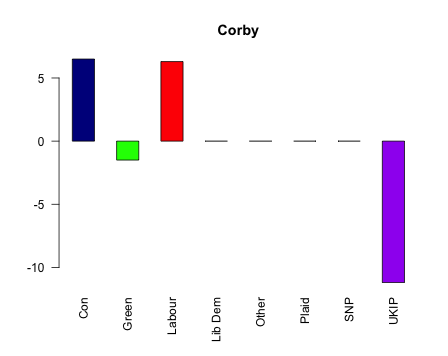 Corby
5
0
-5
-10
Con
Green
Labour
Lib Dem
Other
Plaid
SNP
UKIP